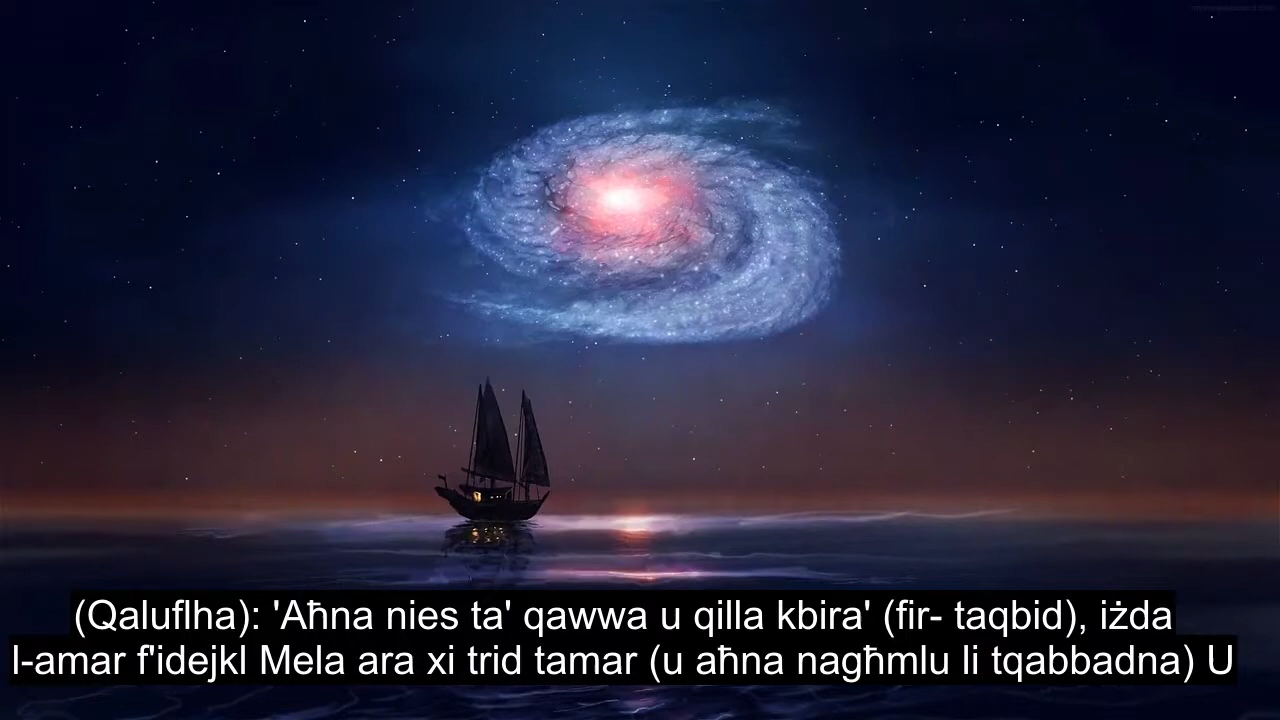 (Qaluflha): 'Aħna nies ta' qawwa u qilla kbira' (fir- taqbid), iżda
l-amar f'idejkl Mela ara xi trid tamar (u aħna nagħmlu li tqabbadna) U